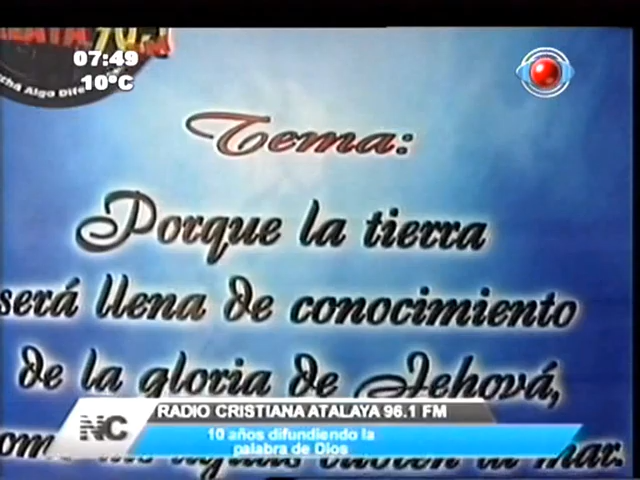 07:49
10°C
Tema:
Porque la tierra
será llena de conocimiento
de la gloria de Jehová,
mar.
NC
RADIO CRISTIANA ATALAYA 96.1 FM
10 años difundiendo la
palabra de Dios